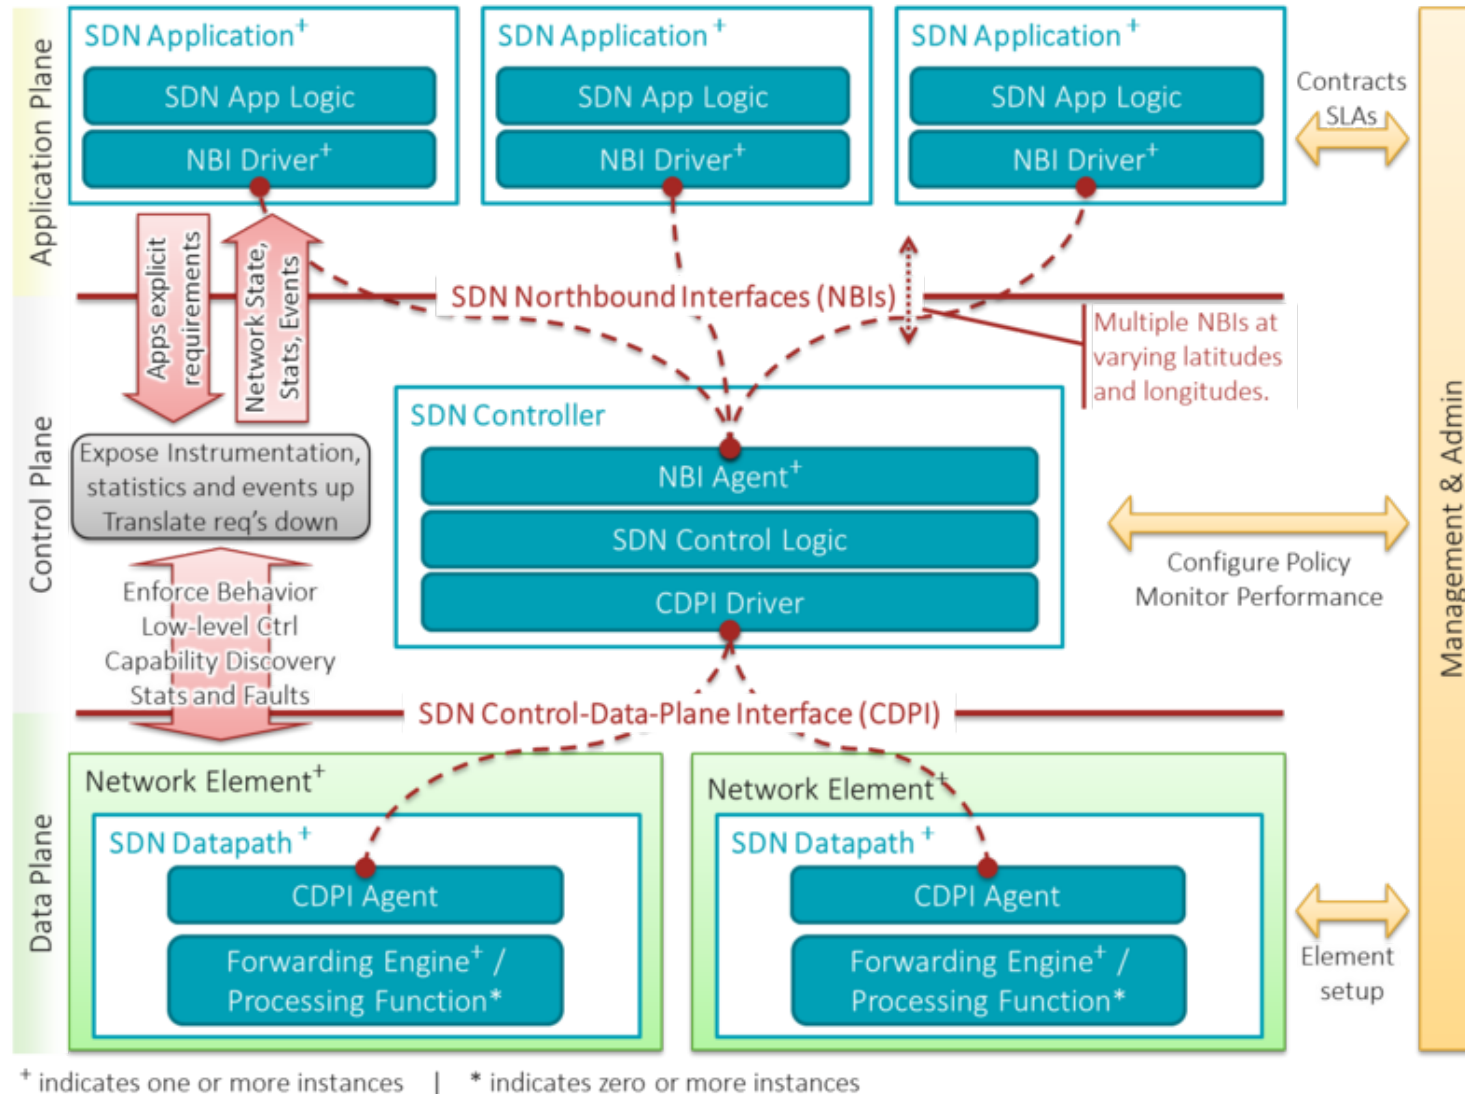 Application Plane
SDN Application+
SDN App Logic
NBI Driver+
SDN Application+
SDN App Logic
NBI Driver+
SDN Application+
SDN App Logic
NBI Driver+
Contracts
SLAs
Apps explicit
requirements
Network State,
Stats, Events
SDN Northbound Interfaces (NBIs)
Multiple NBIs at
varying latitudes
and longitudes.
Control Plane
Expose Instrumentation,
statistics and events up
Translate req's down
SDN Controller
NBI Agent+
SDN Control Logic
CDPI Driver
Configure Policy
Monitor Performance
Management & Admin
Enforce Behavior
Low-level Ctrl
Capability Discovery
Stats and Faults
SDN Control-Data-Plane Interface (CDPI)
Data Plane
Network Element+
SDN Datapath +
CDPI Agent
Forwarding Engine+ /
Processing Function*
Network Element+
SDN Datapath +
CDPI Agent
Forwarding Engine+ /
Processing Function*
Element
setup
+ indicates one or more instances | * indicates zero or more instances